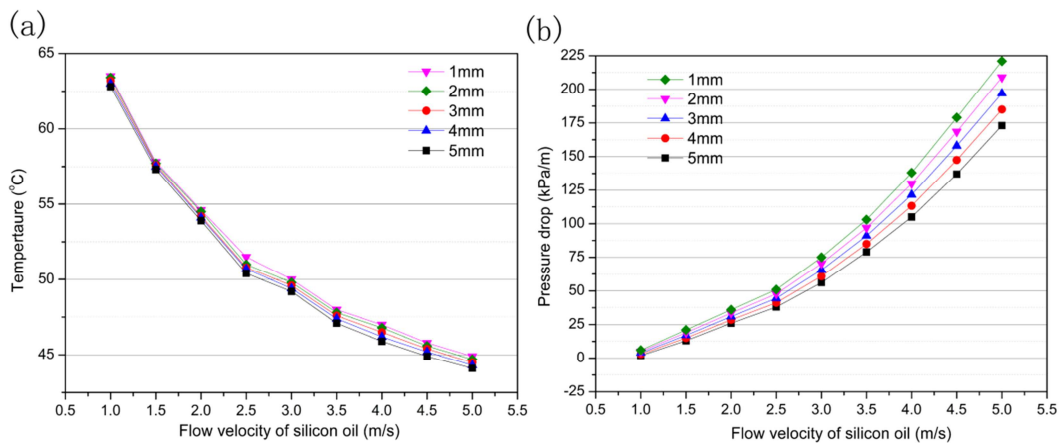 (a)
65
60
55
50
45
Tempertaure (°C)
0.5 1.0 1.5 2.0 2.5 3.0 3.5 4.0 4.5 5.0 5.5
Flow velocity of silicon oil (m/s)
1mm
2mm
3mm
4mm
5mm
(b)
225
200
175
150
125
100
75
50
25
0
-25
Pressure drop (kPa/m)
0.5 1.0 1.5 2.0 2.5 3.0 3.5 4.0 4.5 5.0 5.5
Flow velocity of silicon oil (m/s)
1mm
2mm
3mm
4mm
5mm